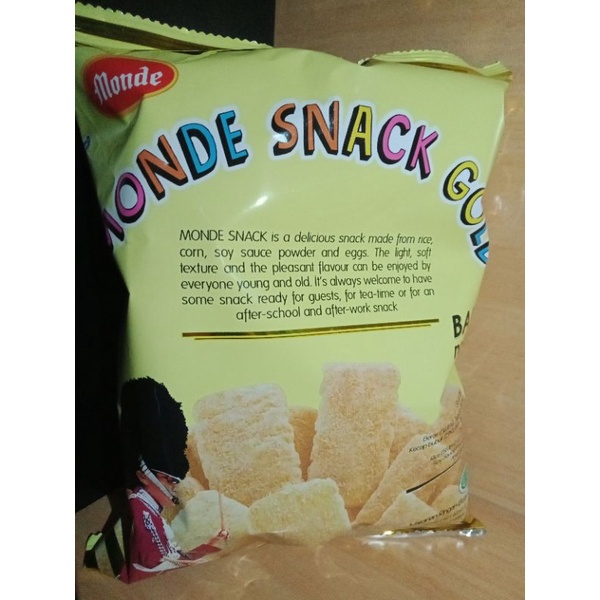 Monde
MONDE SNACK GOLD
MONDE SNACK is a delicious snack made from rice,
corn, soy sauce powder and eggs. The light, soft
texture and the pleasant flavour can be enjoyed by
everyone young and old. It's always welcome to have
some snack ready for guests, for tea-time or for an
after-school and after-work snack
BA